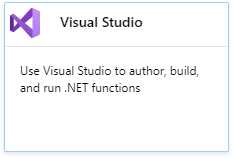 Visual Studio
Use Visual Studio to author, build,
and run .NET functions